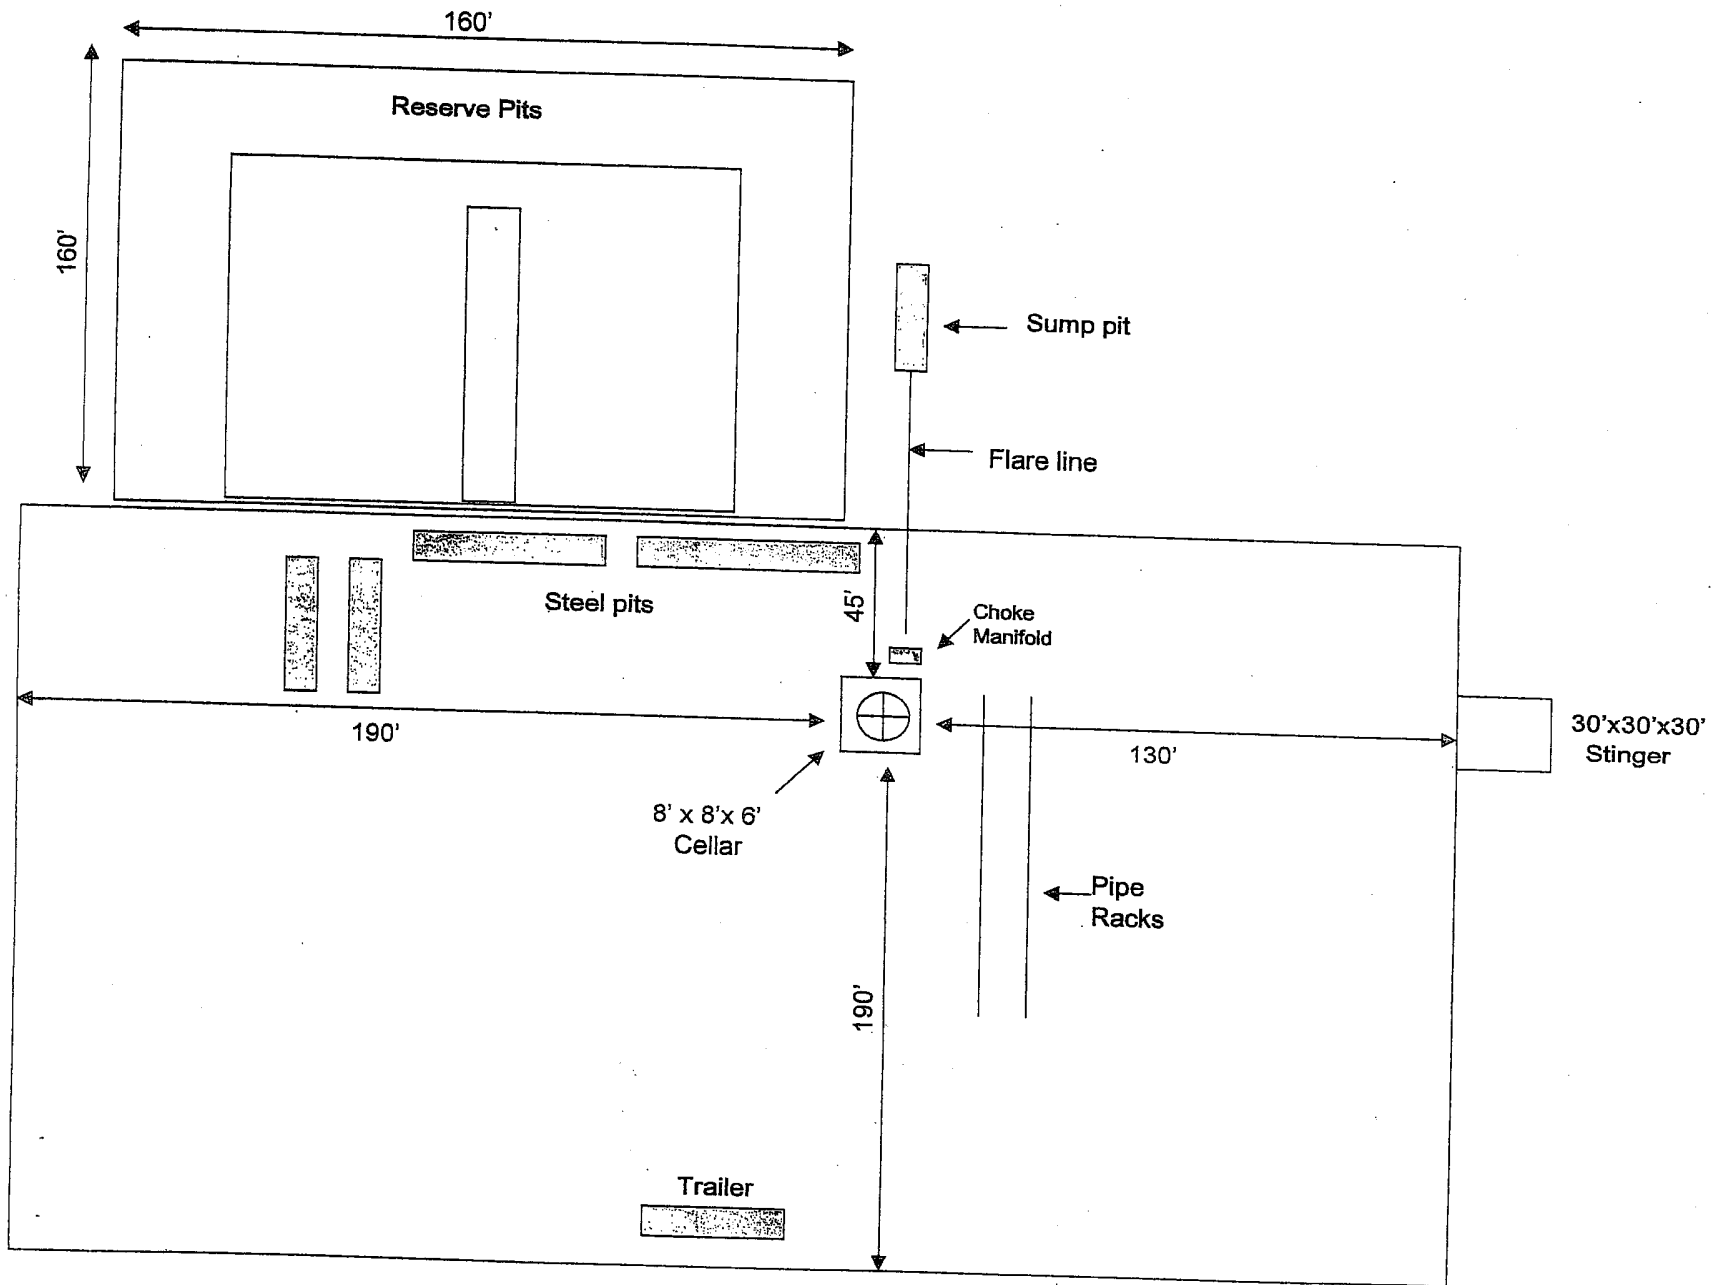 160'
Reserve Pits
160'
Sump pit
Flare line
Steel pits
45'
Choke
Manifold
190'
130'
30'x30'x30'
Stinger
8' x 8'x 6'
Cellar
Pipe
Racks
190'
Trailer